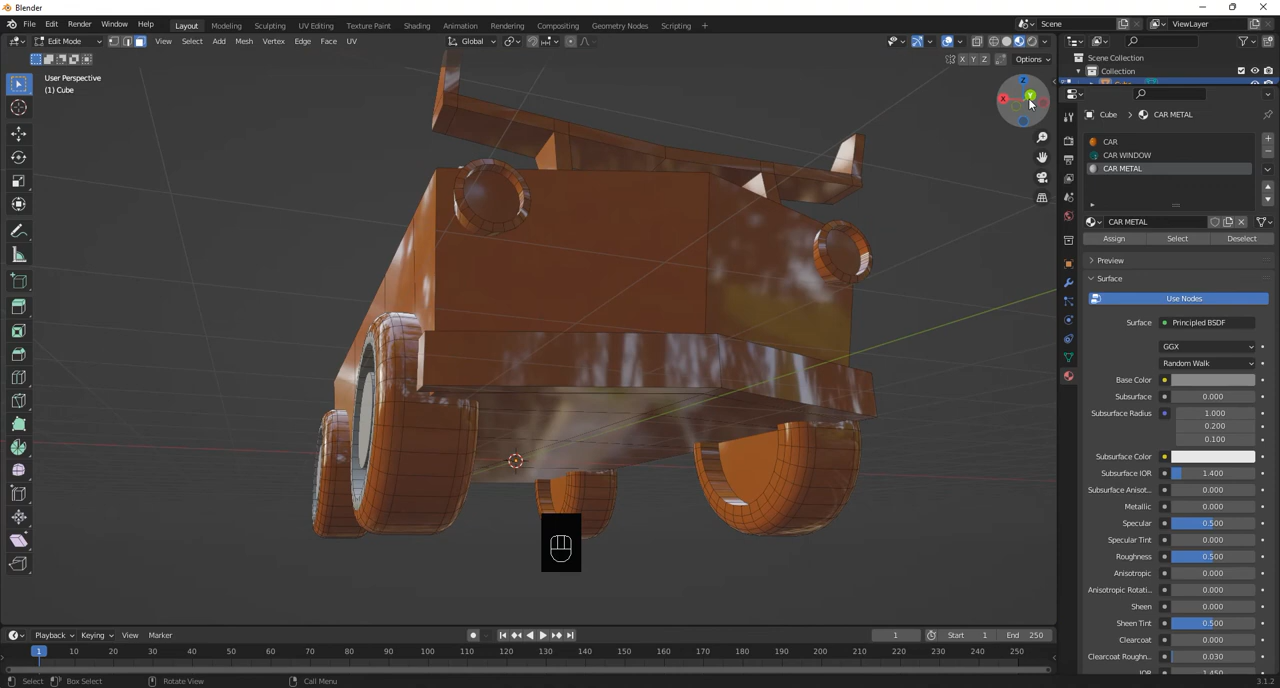 Blender
File Edit Render Window Help Layout Modeling Sculpting UV Editing Texture Paint Shading Animation Rendering Compositing Geometry Nodes Scripting + Scene ViewLayer
Edit Mode View Select Add Mesh Vertex Edge Face UV Global
X Y Z Options
User Perspective
(1) Cube
Z
Y
X
Scene Collection
Collection
Cube CAR METAL
CAR
CAR WINDOW
CAR METAL
CAR METAL
Assign Select Deselect
Preview
Surface
Use Nodes
Surface Principled BSDF
GGX
Random Walk
Base Color
Subsurface 0.000
Subsurface Radius 1.000
0.200
0.100
Subsurface Color
Subsurface IOR 1.400
Subsurface Anisot... 0.000
Metallic 0.000
Specular 0.500
Specular Tint 0.000
Roughness 0.500
Anisotropic 0.000
Anisotropic Rotati... 0.000
Sheen 0.000
Sheen Tint 0.500
Clearcoat 0.000
Clearcoat Roughn... 0.030
IOR 1.450
Playback Keying View Marker 1 Start 1 End 250
1 10 20 30 40 50 60 70 80 90 100 110 120 130 140 150 160 170 180 190 200 210 220 230 240 250
Select Box Select Rotate View Call Menu 3.1.2